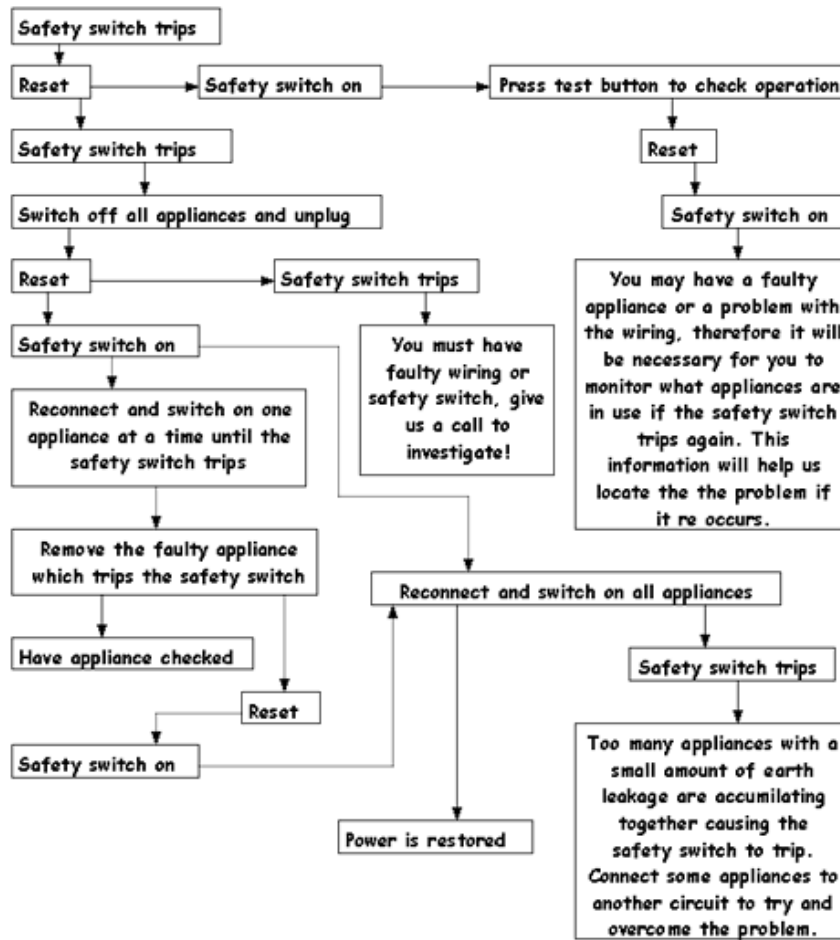 Safety switch trips
Reset
Safety switch on
Press test button to check operation
Safety switch trips
Reset
Switch off all appliances and unplug
Safety switch on
Reset
Safety switch trips
You may have a faulty
appliance or a problem with
the wiring, therefore it will
be necessary for you to
monitor what appliances are
in use if the safety switch
trips again. This
information will help us
locate the the problem if
it re occurs.
Safety switch on
You must have
faulty wiring or
safety switch, give
us a call to
investigate!
Reconnect and switch on one
appliance at a time until the
safety switch trips
Remove the faulty appliance
which trips the safety switch
Reconnect and switch on all appliances
Have appliance checked
Safety switch trips
Reset
Safety switch on
Too many appliances with a
small amount of earth
leakage are accumilating
together causing the
safety switch to trip.
Connect some appliances to
another circuit to try and
overcome the problem.
Power is restored